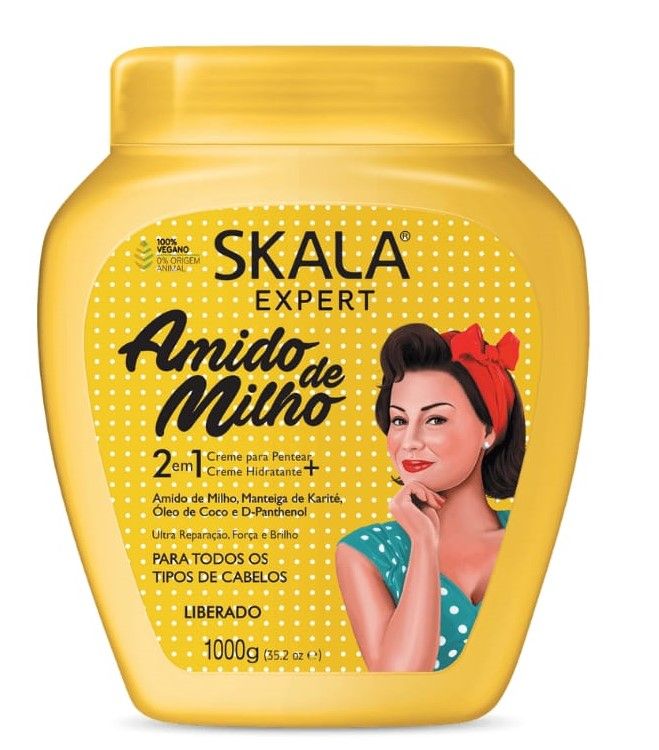 100%
VEGANO
0% ORIGEM
ANIMAL
SKALA®
EXPERT
Amido de
Milho
2 em 1 Creme para Pentear +
Creme Hidratante
Amido de Milho, Manteiga de Karité,
Óleo de Coco e D-Panthenol
Ultra Reparação, Força e Brilho
PARA TODOS OS
TIPOS DE CABELOS
LIBERADO
1000g (35.2 oz ℮)